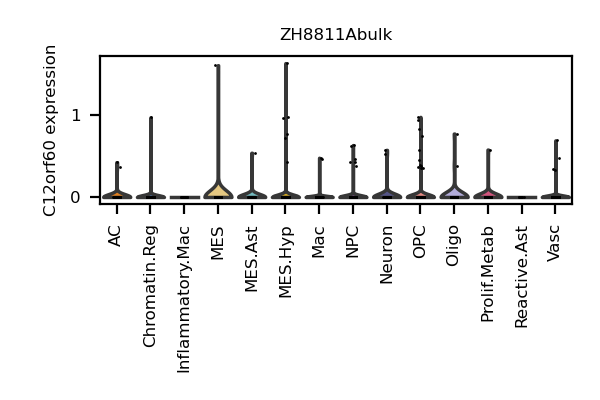 ZH8811Abulk
C12orf60 expression
1
0
AC
Chromatin.Reg
Inflammatory.Mac
MES
MES.Ast
MES.Hyp
Mac
NPC
Neuron
OPC
Oligo
Prolif.Metab
Reactive.Ast
Vasc